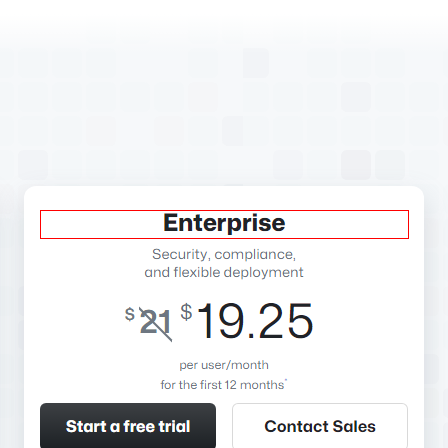 Enterprise
Security, compliance,
and flexible deployment
$21 $19.25
per user/month
for the first 12 months*
Start a free trial
Contact Sales